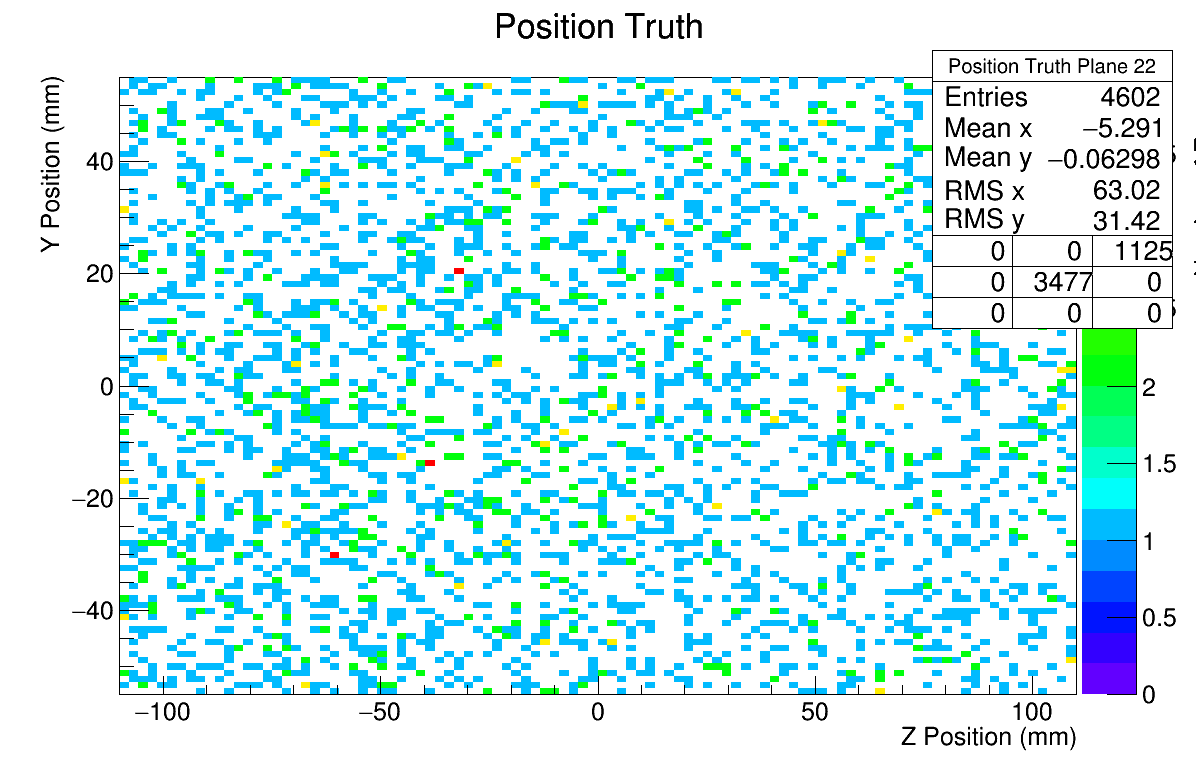 Position Truth
Position Truth Plane 22
Entries 4602
Mean x −5.291
Mean y −0.06298
RMS x 63.02
RMS y 31.42
0 0 1125
0 3477 0
0 0 0
Y Position (mm)
40
20
0
−20
−40
2
1.5
1
0.5
0
−100 −50 0 50 100
Z Position (mm)